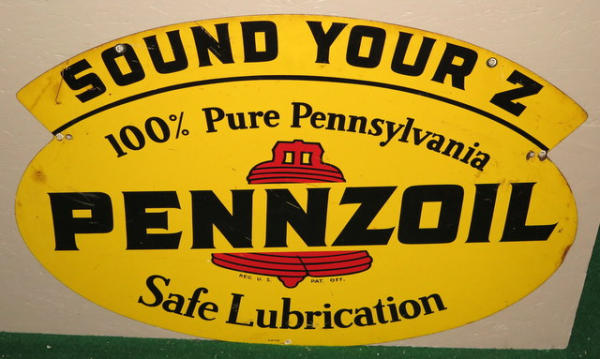 SOUND YOUR Z
100% Pure Pennsylvania
PENNZOIL
REG. U. S. PAT. OFF.
Safe Lubrication